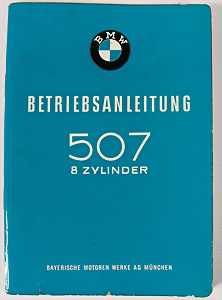 BMW
BETRIEBSANLEITUNG
507
8 ZYLINDER
BAYERISCHE MOTOREN WERKE AG MÜNCHEN